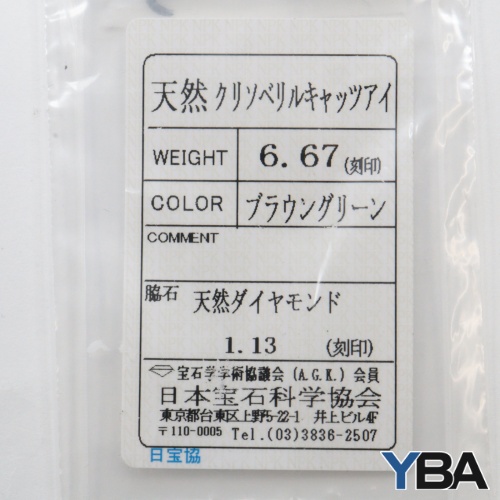 天然 クリソベリルキャッツアイ
WEIGHT 6.67 (刻印)
COLOR ブラウングリーン
COMMENT
脇石 天然ダイヤモンド
1.13 (刻印)
宝石学学術協議会 (A.G.K.) 会員
日本宝石科学協会
東京都台東区上野5-22-1 井上ビル4F
〒110-0005 Tel.(03)3836-2507
日宝協
YBA